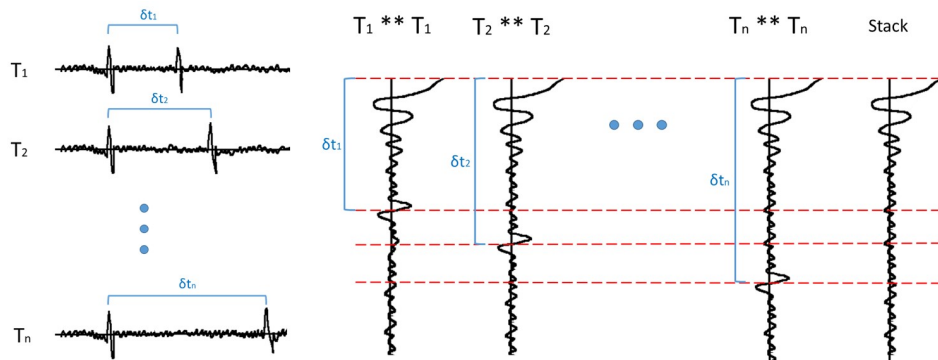 δt₁
T₁
δt₂
T₂
δtₙ
Tₙ
T₁ ** T₁ T₂ ** T₂ Tₙ ** Tₙ Stack
δt₁
δt₂
δtₙ